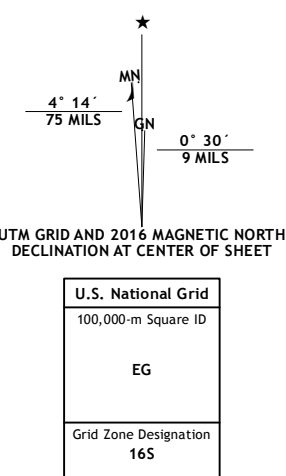 ★
MN
4° 14´
75 MILS
GN
0° 30´
9 MILS
UTM GRID AND 2016 MAGNETIC NORTH
DECLINATION AT CENTER OF SHEET
U.S. National Grid
100,000-m Square ID
EG
Grid Zone Designation
16S